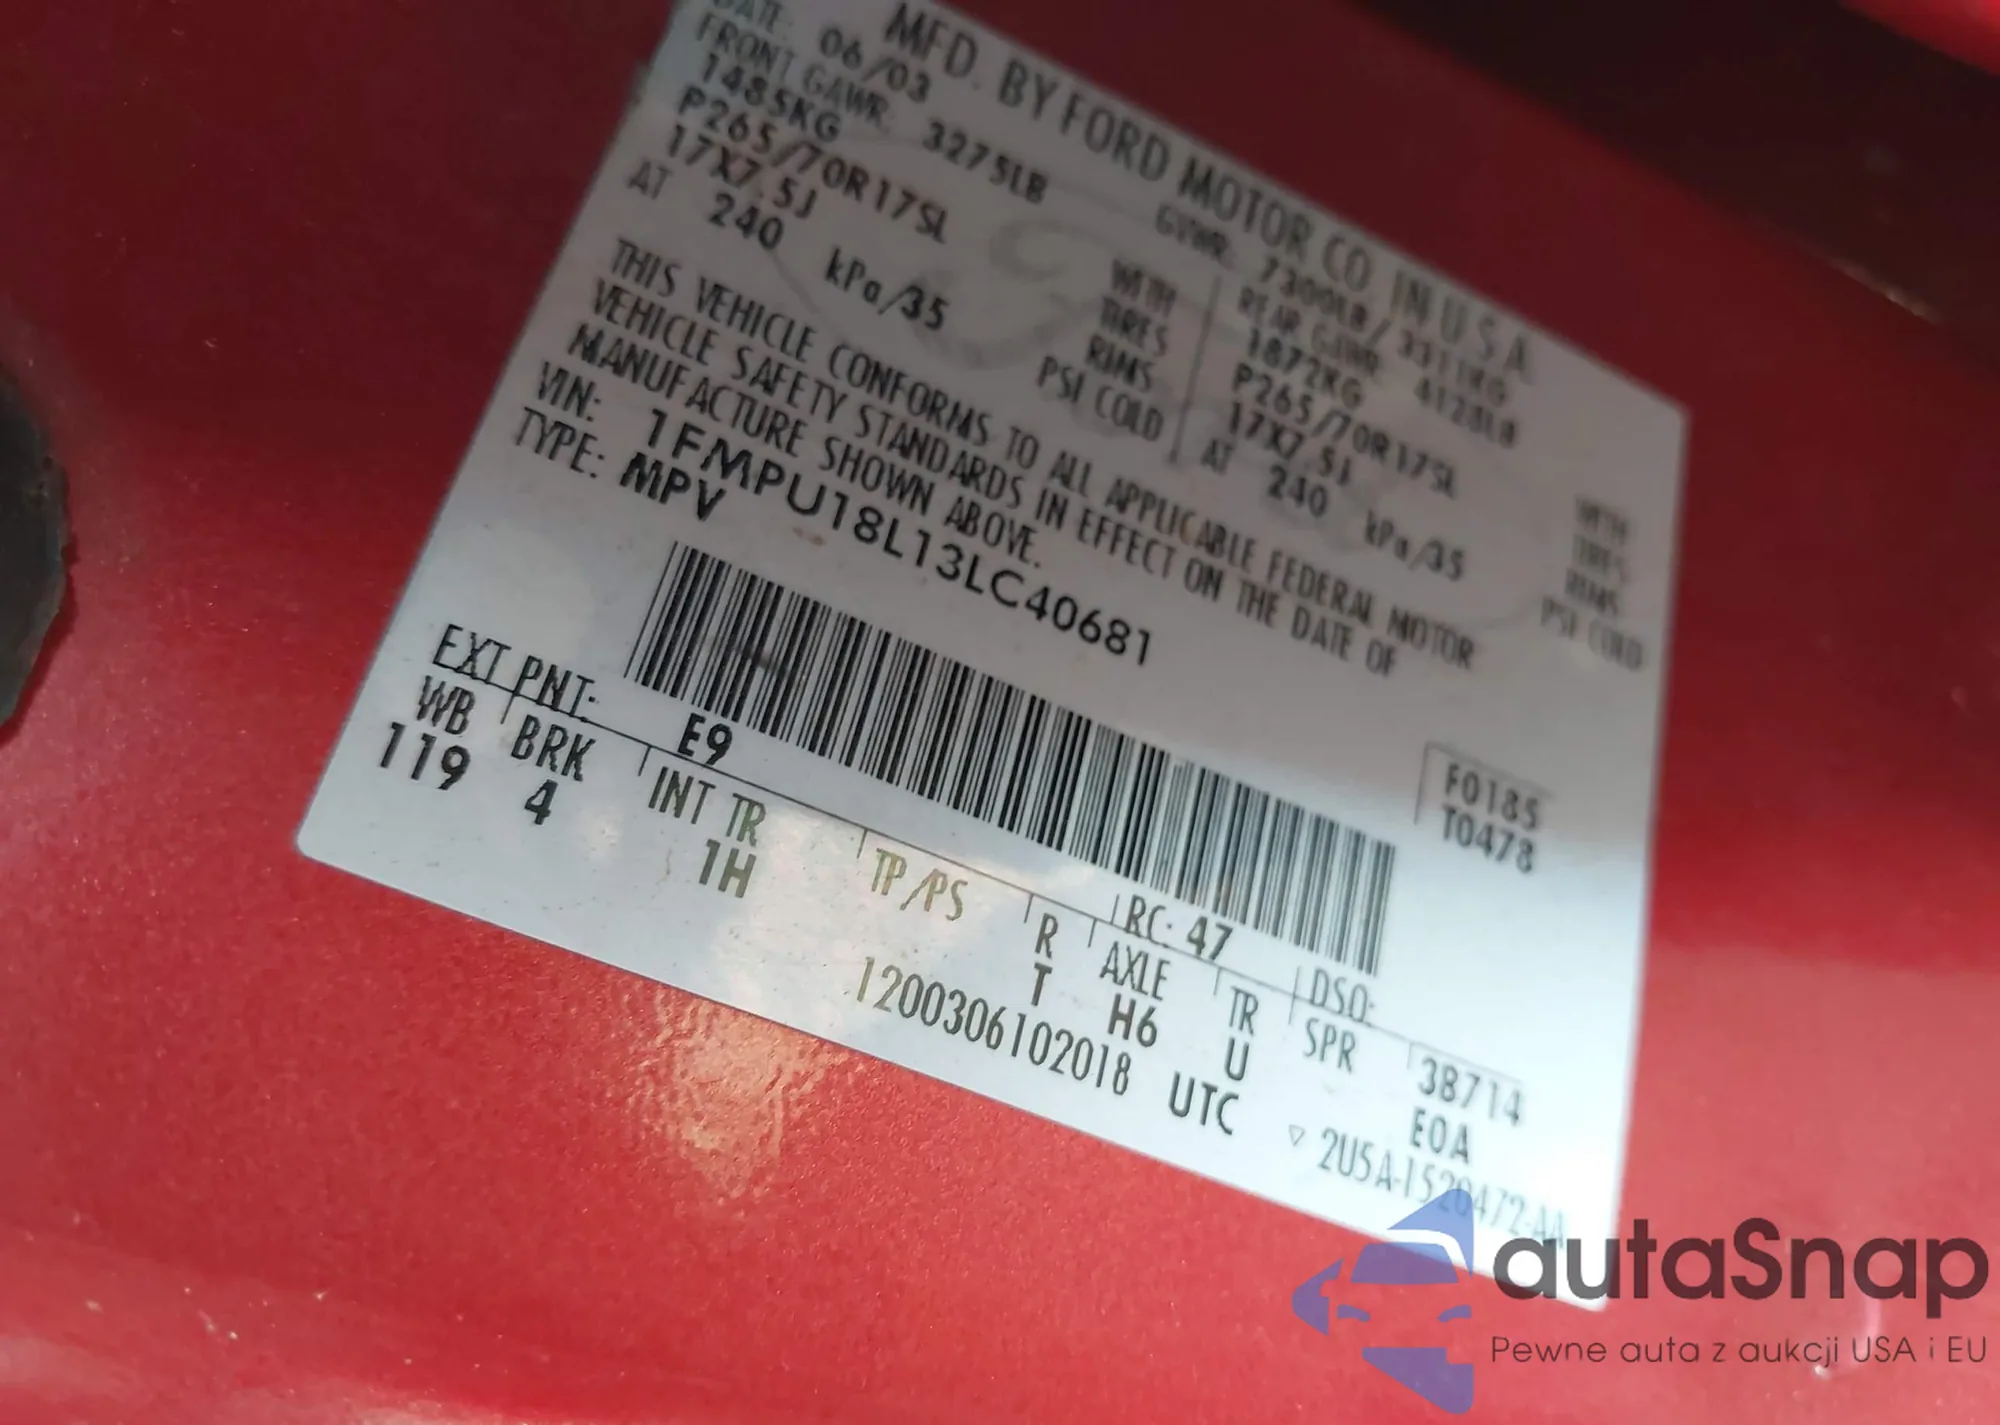 MFD. BY FORD MOTOR CO. IN U.S.A.
DATE: 06/03 GVWR: 7300LB/3311KG
FRONT GAWR: 3275LB REAR GAWR: 4128LB
1485KG WITH 1872KG WITH
P265/70R17SL TIRES P265/70R17SL TIRES
17X7.5J RIMS 17X7.5J RIMS
AT 240 kPa/35 PSI COLD AT 240 kPa/35 PSI COLD
THIS VEHICLE CONFORMS TO ALL APPLICABLE FEDERAL MOTOR
VEHICLE SAFETY STANDARDS IN EFFECT ON THE DATE OF
MANUFACTURE SHOWN ABOVE.
VIN: 1FMPU18L13LC40681
TYPE: MPV
F0185
T0478
EXT PNT: E9 RC: 47 DSO:
WB BRK INT TR TP/PS R AXLE TR SPR 3B714
119 4 1H T H6 U E0A
12003061 02018 UTC ▽ 2U5A-1520472-AA
autaSnap
Pewne auta z aukcji USA i EU